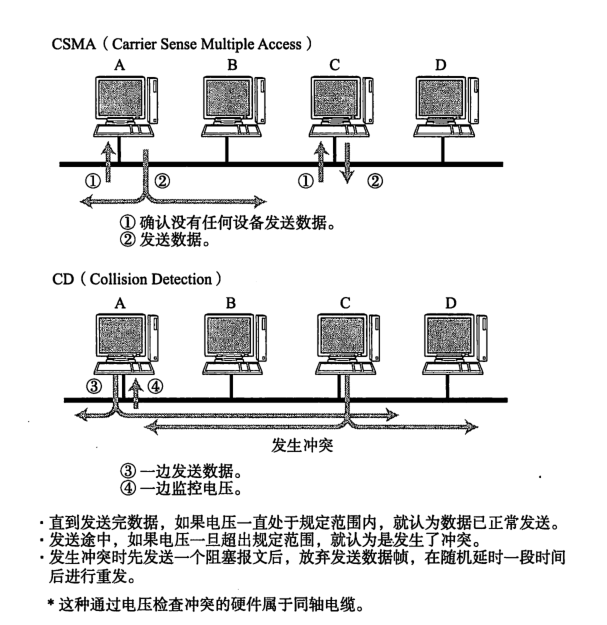 CSMA（Carrier Sense Multiple Access）
A B C D
① ② ① ②
① 确认没有任何设备发送数据。
② 发送数据。
CD（Collision Detection）
A B C D
③ ④
发生冲突
③ 一边发送数据。
④ 一边监控电压。
·直到发送完数据，如果电压一直处于规定范围内，就认为数据已正常发送。
·发送途中，如果电压一旦超出规定范围，就认为是发生了冲突。
·发生冲突时先发送一个阻塞报文后，放弃发送数据帧，在随机延时一段时间
后进行重发。
* 这种通过电压检查冲突的硬件属于同轴电缆。